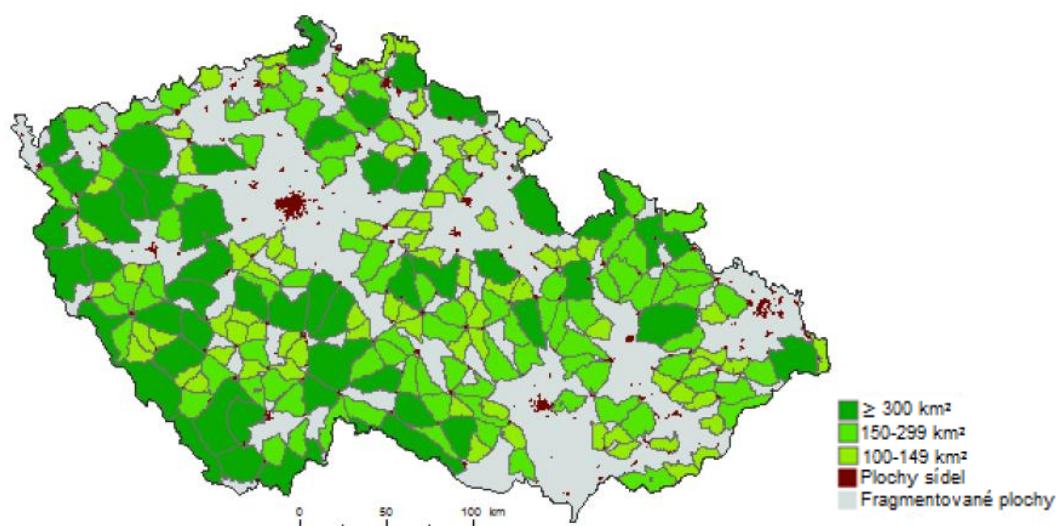 ≥ 300 km²
150-299 km²
100-149 km²
Plochy sídel
Fragmentované plochy
0 50 100 km